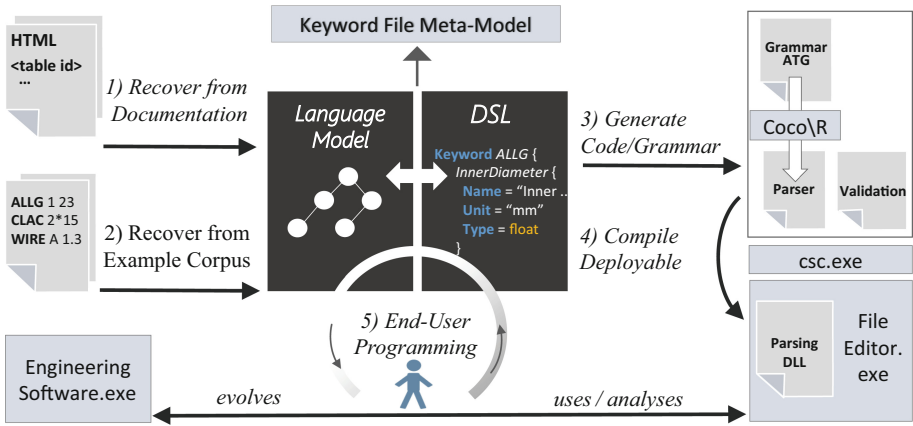 Keyword File Meta-Model
HTML
<table id>
...
1) Recover from
Documentation
ALLG 1 23
CLAC 2*15
WIRE A 1.3
2) Recover from
Example Corpus
Language
Model
DSL
Keyword ALLG {
InnerDiameter {
Name = “Inner ..
Unit = “mm”
Type = float
}
3) Generate
Code/Grammar
4) Compile
Deployable
Grammar
ATG
Coco\R
Parser
Validation
csc.exe
Parsing
DLL
File
Editor.
exe
5) End-User
Programming
Engineering
Software.exe
evolves
uses / analyses